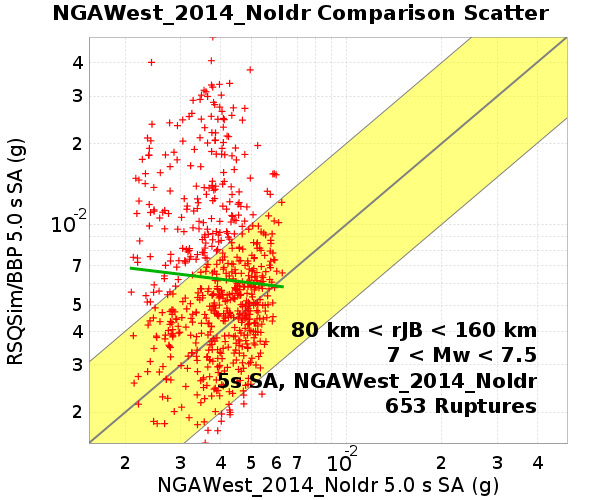 NGAWest_2014_NoIdr Comparison Scatter
RSQSim/BBP 5.0 s SA (g)
4
3
2
10-2
7
5
4
3
2
80 km < rJB < 160 km
7 < Mw < 7.5
5s SA, NGAWest_2014_NoIdr
653 Ruptures
2 3 4 5 6 7 10-2 2 3 4
NGAWest_2014_NoIdr 5.0 s SA (g)